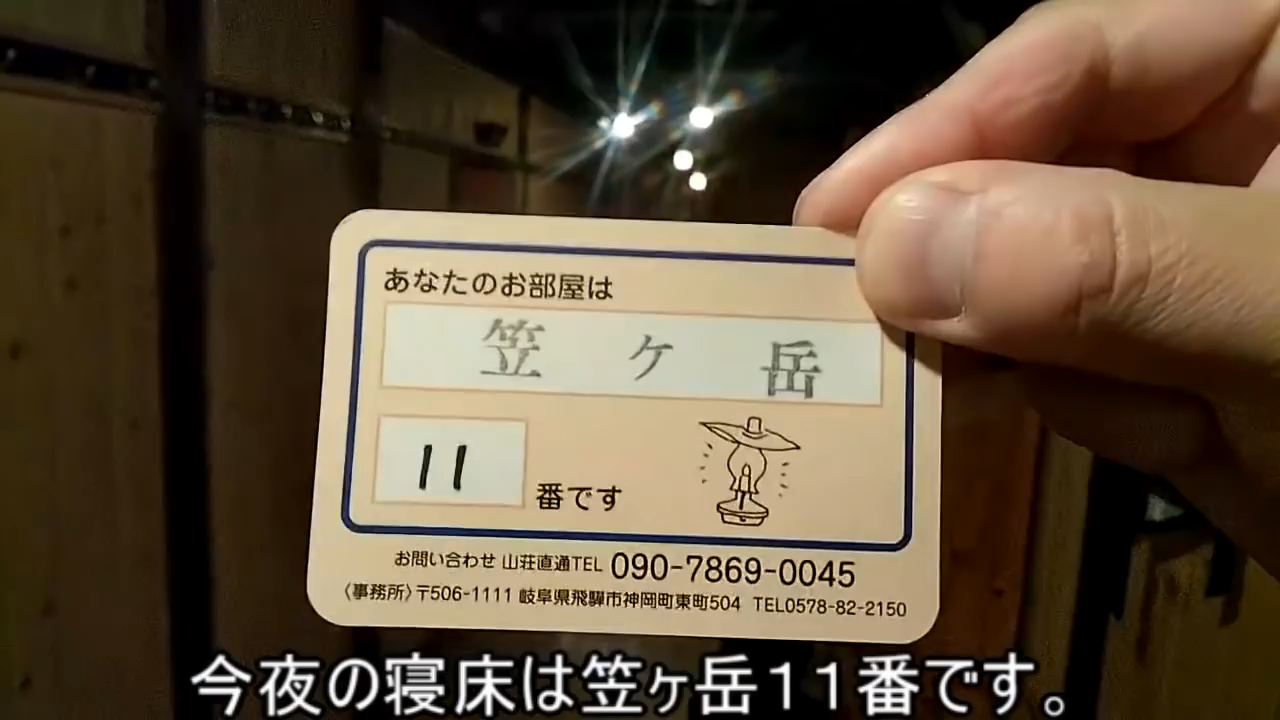 あなたのお部屋は
笠ヶ岳
11 番です
お問い合わせ 山荘直通TEL 090-7869-0045
〈事務所〉〒506-1111 岐阜県飛騨市神岡町東町504 TEL0578-82-2150
今夜の寝床は笠ヶ岳11番です。